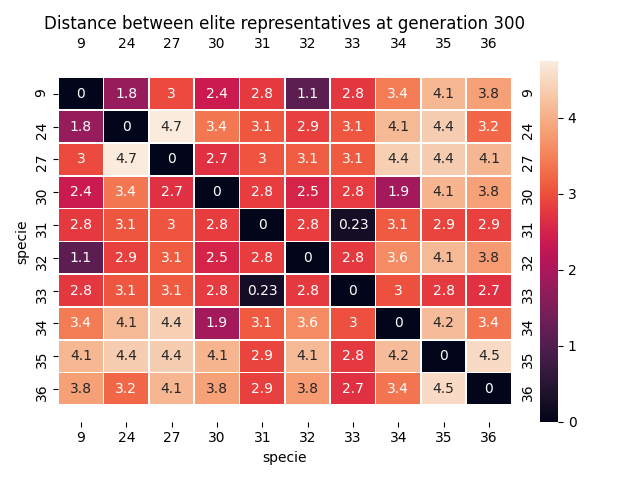 Distance between elite representatives at generation 300
9 24 27 30 31 32 33 34 35 36
9 0 1.8 3 2.4 2.8 1.1 2.8 3.4 4.1 3.8 9
24 1.8 0 4.7 3.4 3.1 2.9 3.1 4.1 4.4 3.2 24
27 3 4.7 0 2.7 3 3.1 3.1 4.4 4.4 4.1 27
30 2.4 3.4 2.7 0 2.8 2.5 2.8 1.9 4.1 3.8 30
31 2.8 3.1 3 2.8 0 2.8 0.23 3.1 2.9 2.9 31
32 1.1 2.9 3.1 2.5 2.8 0 2.8 3.6 4.1 3.8 32
33 2.8 3.1 3.1 2.8 0.23 2.8 0 3 2.8 2.7 33
34 3.4 4.1 4.4 1.9 3.1 3.6 3 0 4.2 3.4 34
35 4.1 4.4 4.4 4.1 2.9 4.1 2.8 4.2 0 4.5 35
36 3.8 3.2 4.1 3.8 2.9 3.8 2.7 3.4 4.5 0 36
9 24 27 30 31 32 33 34 35 36
specie
specie
4
3
2
1
0